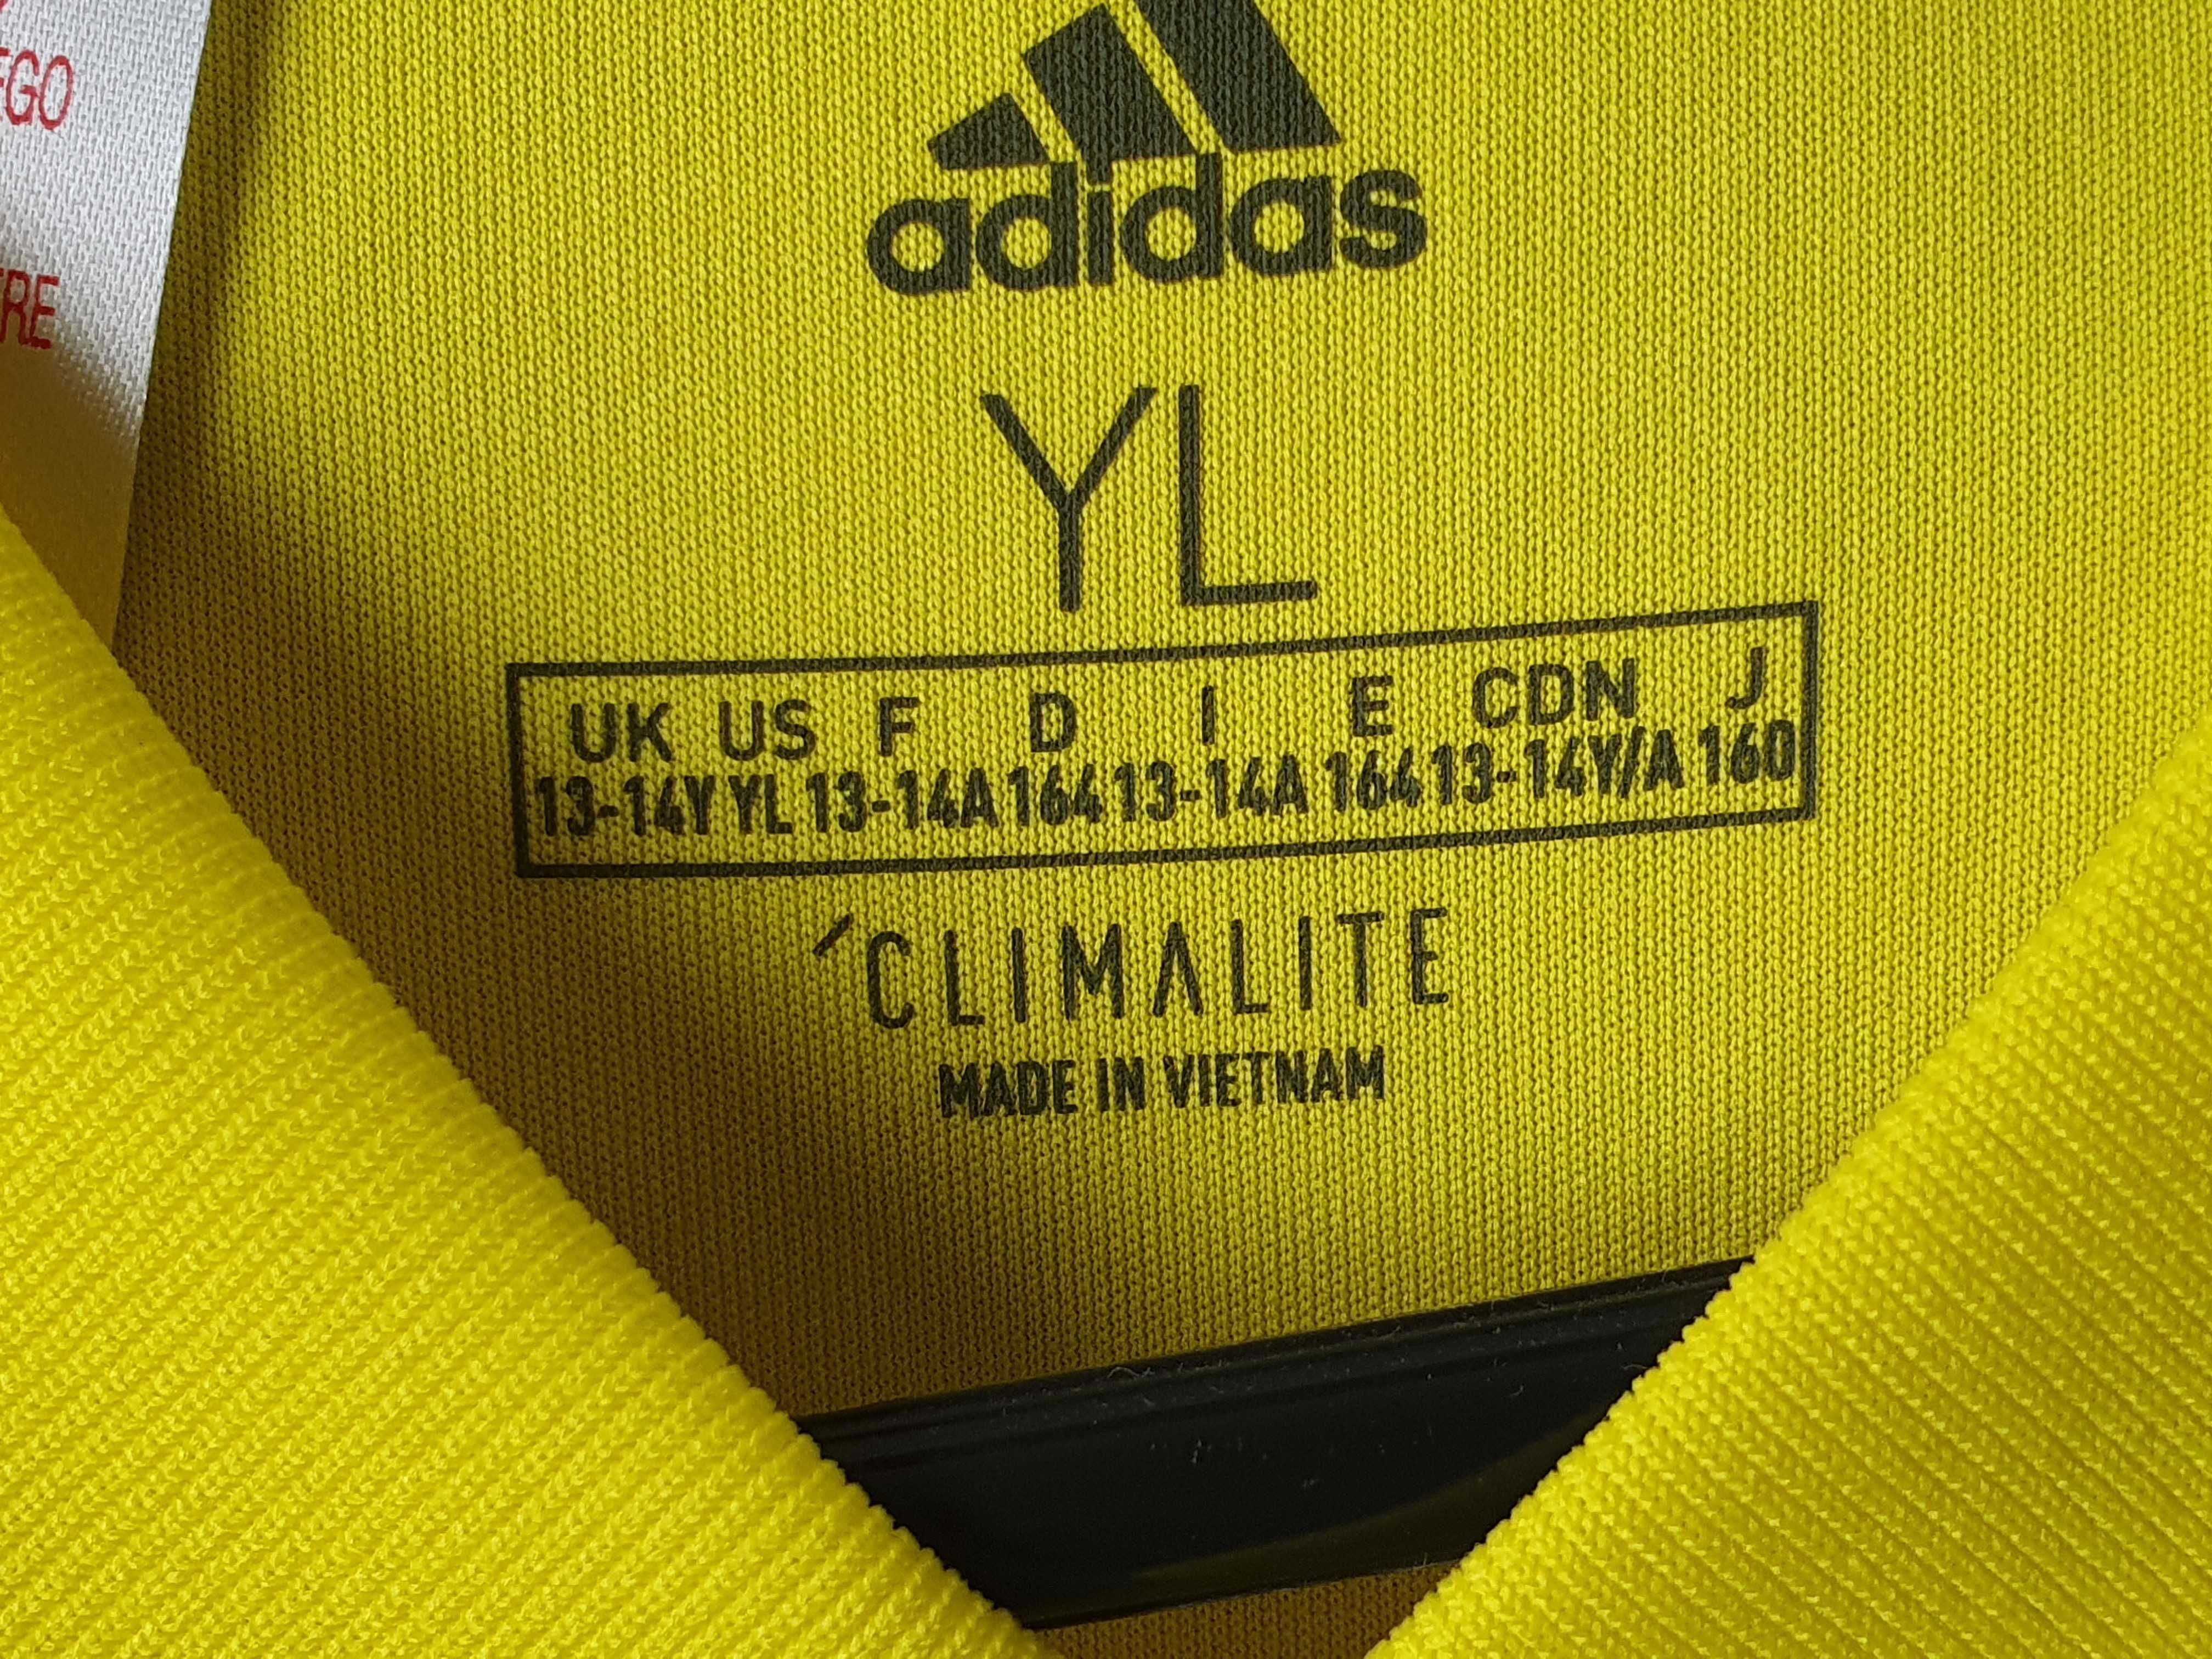 EGO
adidas
YL
UK US F D I E CDN J
13-14Y YL 13-14A 164 13-14A 164 13-14Y/A 160
CLIMALITE
MADE IN VIETNAM